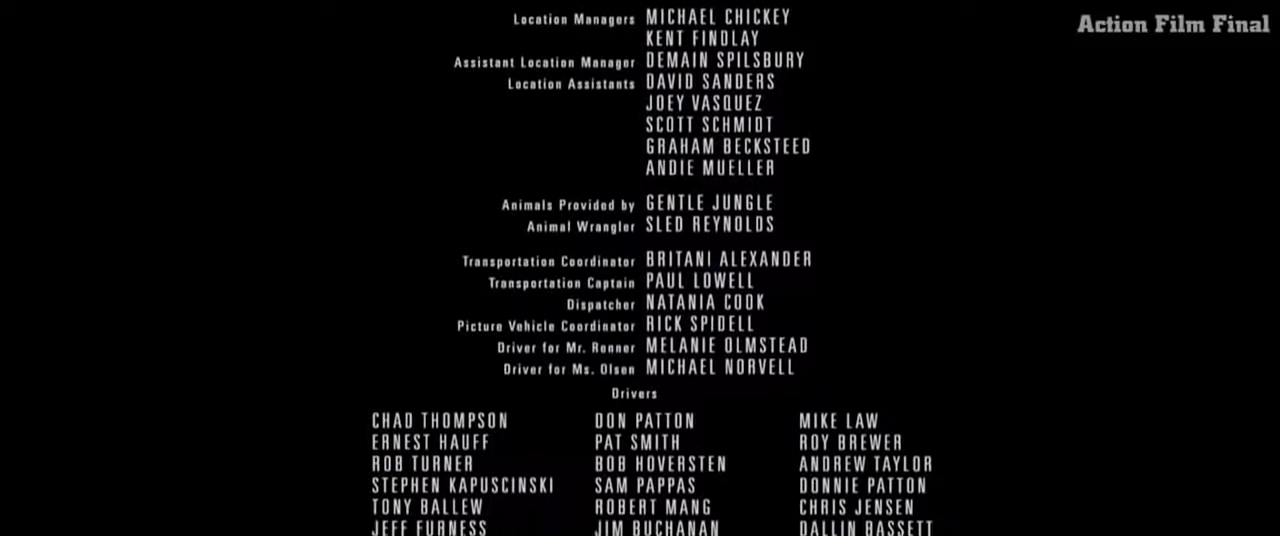 Action Film Final
Location Managers MICHAEL CHICKEY
KENT FINDLAY
Assistant Location Manager DEMAIN SPILSBURY
Location Assistants DAVID SANDERS
JOEY VASQUEZ
SCOTT SCHMIDT
GRAHAM BECKSTEED
ANDIE MUELLER
Animals Provided by GENTLE JUNGLE
Animal Wrangler SLED REYNOLDS
Transportation Coordinator BRITANI ALEXANDER
Transportation Captain PAUL LOWELL
Dispatcher NATANIA COOK
Picture Vehicle Coordinator RICK SPIDELL
Driver for Mr. Renner MELANIE OLMSTEAD
Driver for Ms. Olsen MICHAEL NORVELL
Drivers
CHAD THOMPSON DON PATTON MIKE LAW
ERNEST HAUFF PAT SMITH ROY BREWER
ROB TURNER BOB HOVERSTEN ANDREW TAYLOR
STEPHEN KAPUSCINSKI SAM PAPPAS DONNIE PATTON
TONY BALLEW ROBERT MANG CHRIS JENSEN
JEFF FURNESS JIM BUCHANAN DALLIN BASSETT